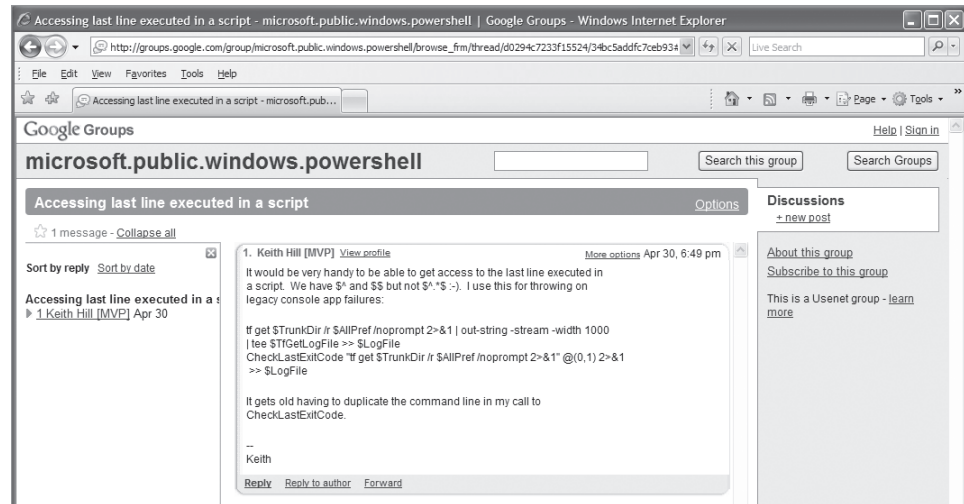 Accessing last line executed in a script - microsoft.public.windows.powershell | Google Groups - Windows Internet Explorer
http://groups.google.com/group/microsoft.public.windows.powershell/browse_frm/thread/d0294c7233f15524/34bc5addfc7ceb93#
Live Search
File Edit View Favorites Tools Help
Accessing last line executed in a script - microsoft.pub...
Page Tools »
Google Groups
Help | Sign in
microsoft.public.windows.powershell
Search this group
Search Groups
Accessing last line executed in a script
Options
1 message - Collapse all
Sort by reply Sort by date
Accessing last line executed in a s
1 Keith Hill [MVP] Apr 30
1. Keith Hill [MVP] View profile
More options Apr 30, 6:49 pm
It would be very handy to be able to get access to the last line executed in
a script. We have $^ and $$ but not $^.*$ :-). I use this for throwing on
legacy console app failures:
tf get $TrunkDir /r $AllPref /noprompt 2>&1 | out-string -stream -width 1000
| tee $TfGetLogFile >> $LogFile
CheckLastExitCode "tf get $TrunkDir /r $AllPref /noprompt 2>&1" @(0,1) 2>&1
>> $LogFile
It gets old having to duplicate the command line in my call to
CheckLastExitCode.
--
Keith
Reply Reply to author Forward
Discussions
+ new post
About this group
Subscribe to this group
This is a Usenet group - learn
more